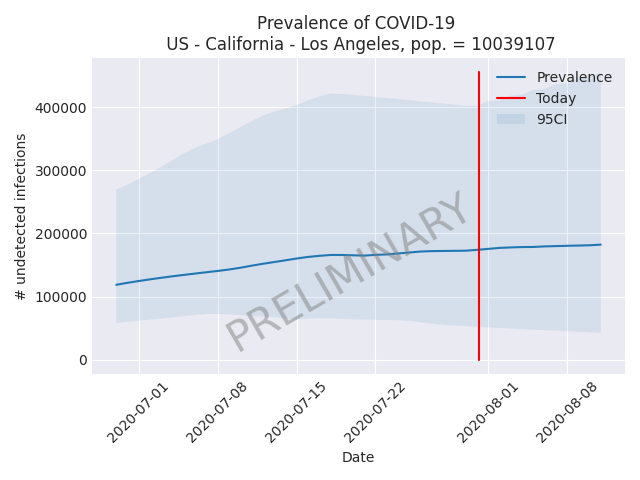 Prevalence of COVID-19
US - California - Los Angeles, pop. = 10039107
Prevalence
Today
95CI
# undetected infections
400000
300000
200000
100000
0
PRELIMINARY
2020-07-01
2020-07-08
2020-07-15
2020-07-22
2020-08-01
2020-08-08
Date